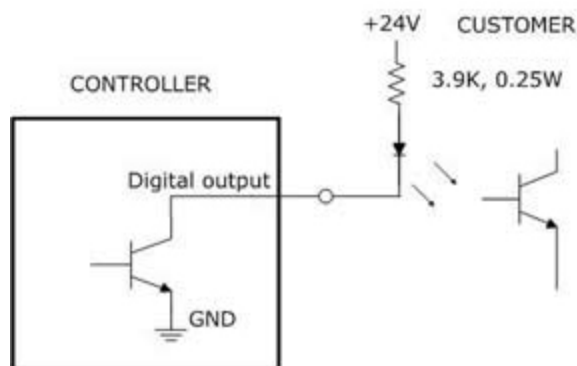 +24V
CUSTOMER
3.9K, 0.25W
CONTROLLER
Digital output
GND